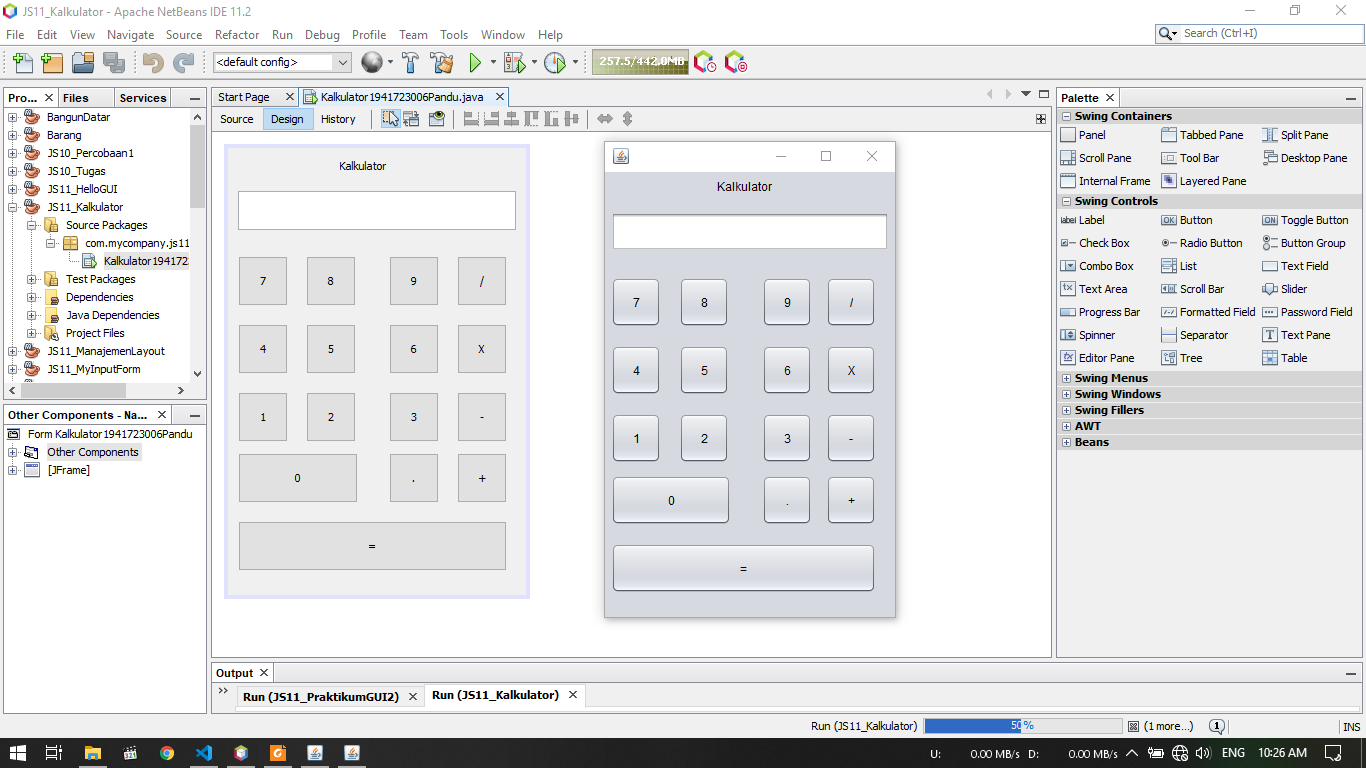 JS11_Kalkulator - Apache NetBeans IDE 11.2
File Edit View Navigate Source Refactor Run Debug Profile Team Tools Window Help
Search (Ctrl+I)
<default config>
257.5/442.0MB
Pro...
Files
Services
BangunDatar
Barang
JS10_Percobaan1
JS10_Tugas
JS11_HelloGUI
JS11_Kalkulator
Source Packages
com.mycompany.js11
Kalkulator194172
Test Packages
Dependencies
Java Dependencies
Project Files
JS11_ManajemenLayout
JS11_MyInputForm
Other Components - Na...
Form Kalkulator1941723006Pandu
Other Components
[JFrame]
Start Page
Kalkulator1941723006Pandu.java
Source Design History
Kalkulator
7 8 9 /
4 5 6 X
1 2 3 -
0 . +
=
Kalkulator
7 8 9 /
4 5 6 X
1 2 3 -
0 . +
=
Palette
Swing Containers
Panel Tabbed Pane Split Pane
Scroll Pane Tool Bar Desktop Pane
Internal Frame Layered Pane
Swing Controls
label Label OK Button ON Toggle Button
Check Box Radio Button Button Group
Combo Box List Text Field
Text Area Scroll Bar Slider
Progress Bar Formatted Field Password Field
Spinner Separator Text Pane
Editor Pane Tree Table
Swing Menus
Swing Windows
Swing Fillers
AWT
Beans
Output
Run (JS11_PraktikumGUI2)
Run (JS11_Kalkulator)
Run (JS11_Kalkulator) 50% (1 more...) 1 INS
U: 0.00 MB/s D: 0.00 MB/s ENG 10:26 AM